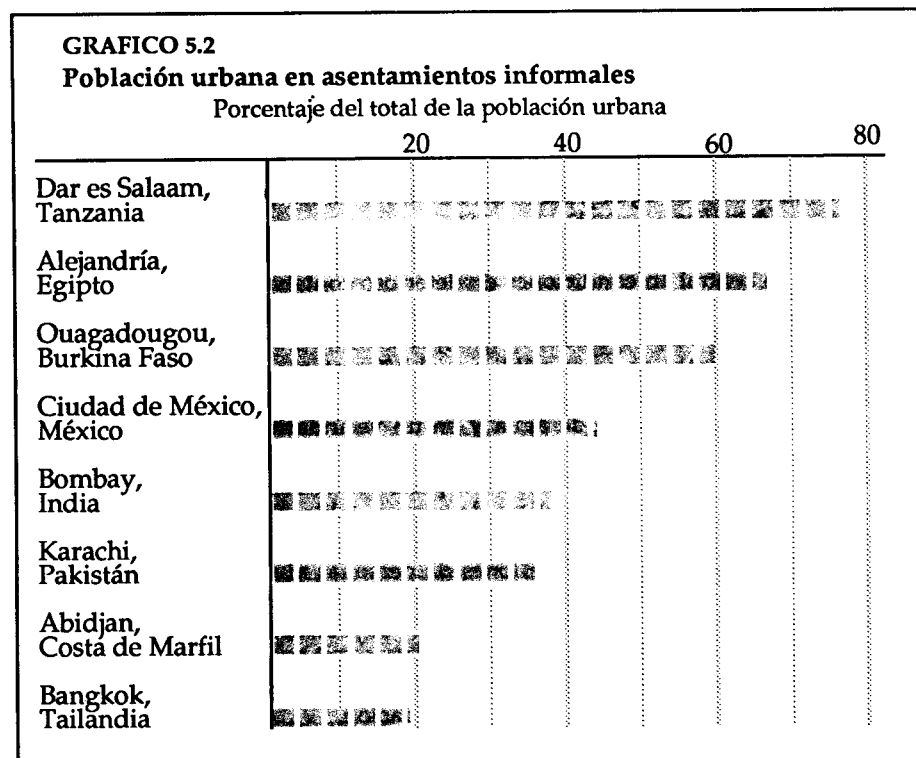 GRAFICO 5.2
Población urbana en asentamientos informales
Porcentaje del total de la población urbana
20 40 60 80
Dar es Salaam,
Tanzania
Alejandría,
Egipto
Ouagadougou,
Burkina Faso
Ciudad de México,
México
Bombay,
India
Karachi,
Pakistán
Abidjan,
Costa de Marfil
Bangkok,
Tailandia